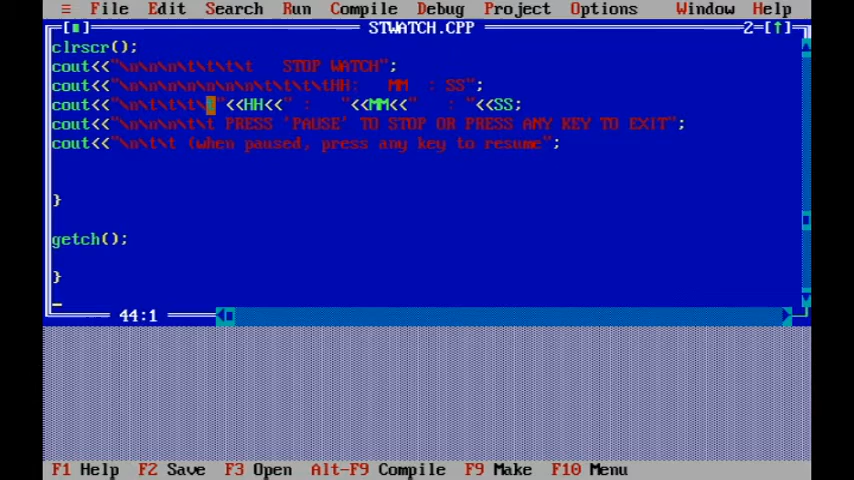 ≡ File Edit Search Run Compile Debug Project Options Window Help
[■] STWATCH.CPP 2=[↑]
clrscr();
cout<<"\n\n\n\t\t\t\t   STOP WATCH";
cout<<"\n\n\n\n\n\n\n\t\t\t\tHH:   MM  : SS";
cout<<"\n\t\t\t\t"<<HH<<" :   "<<MM<<"   : "<<SS;
cout<<"\n\n\n\t\t PRESS 'PAUSE' TO STOP OR PRESS ANY KEY TO EXIT";
cout<<"\n\t\t (when paused, press any key to resume";
}
getch();
}
44:1
F1 Help F2 Save F3 Open Alt-F9 Compile F9 Make F10 Menu